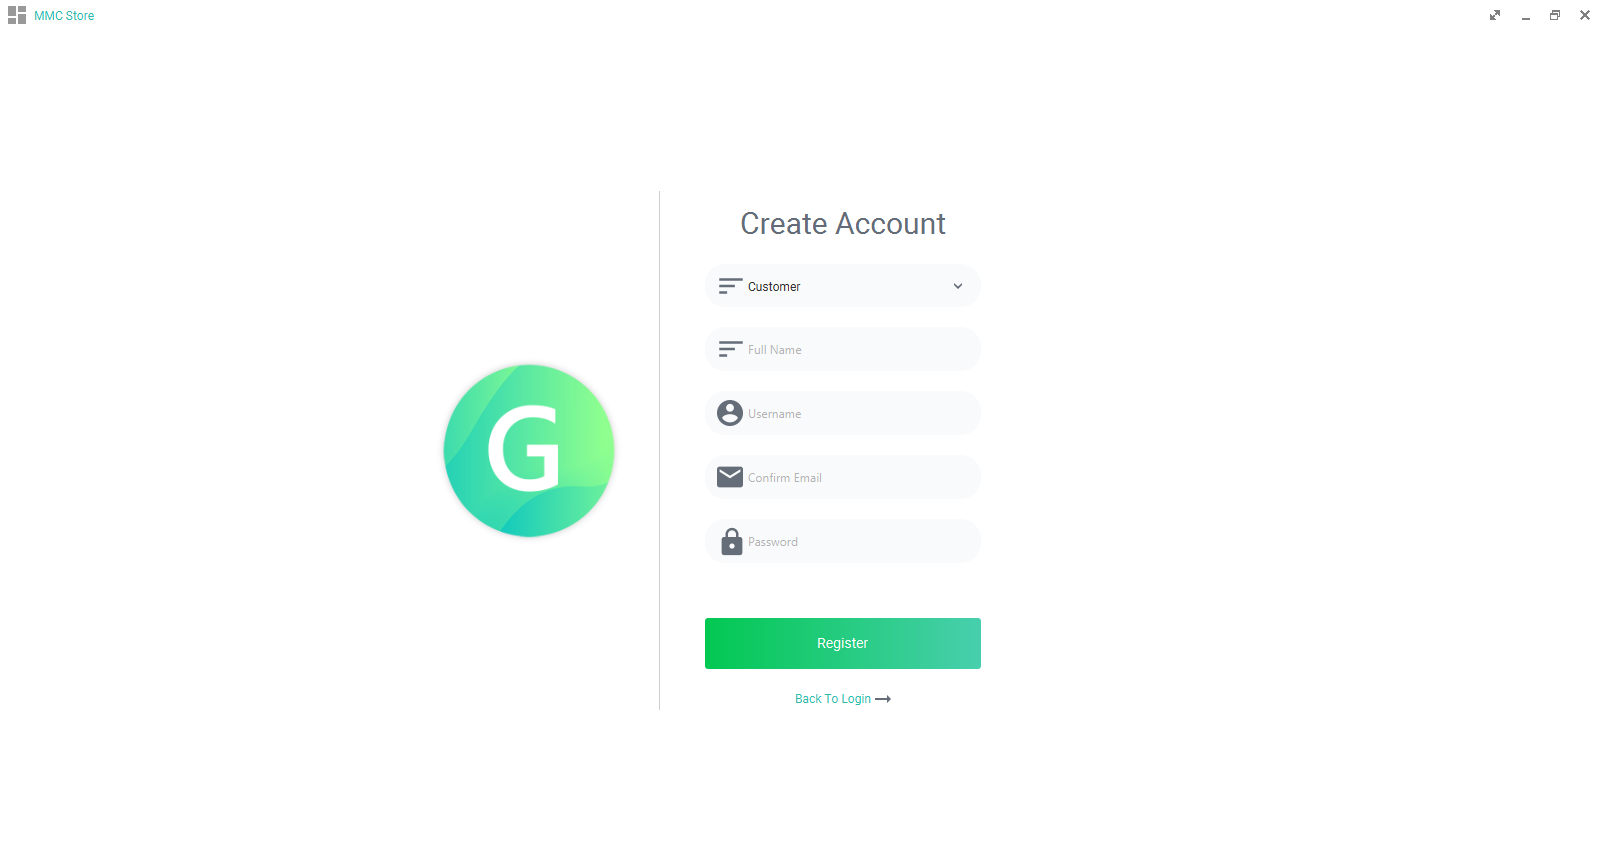 MMC Store
Create Account
Customer
Full Name
Username
Confirm Email
Password
Register
Back To Login
G